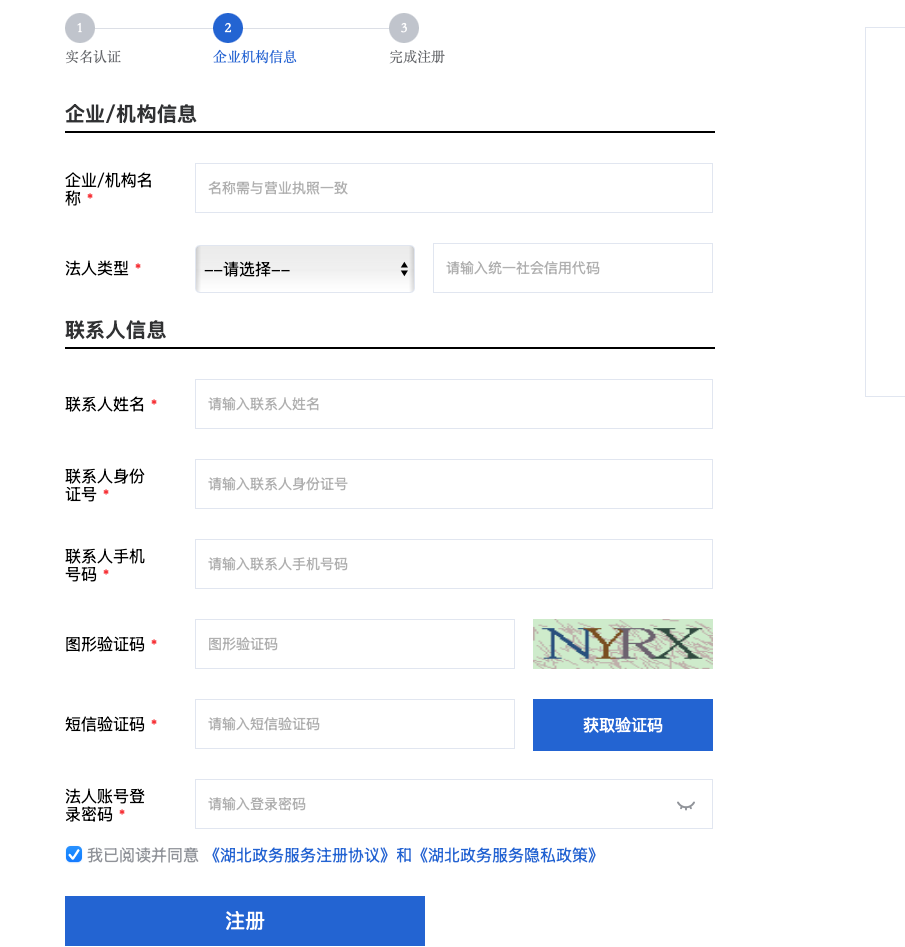 1
2
3
实名认证
企业机构信息
完成注册
企业/机构信息
企业/机构名
称 *
名称需与营业执照一致
法人类型 *
--请选择--
请输入统一社会信用代码
联系人信息
联系人姓名 *
请输入联系人姓名
联系人身份
证号 *
请输入联系人身份证号
联系人手机
号码 *
请输入联系人手机号码
图形验证码 *
图形验证码
NYRX
短信验证码 *
请输入短信验证码
获取验证码
法人账号登
录密码 *
请输入登录密码
我已阅读并同意 《湖北政务服务注册协议》和《湖北政务服务隐私政策》
注册